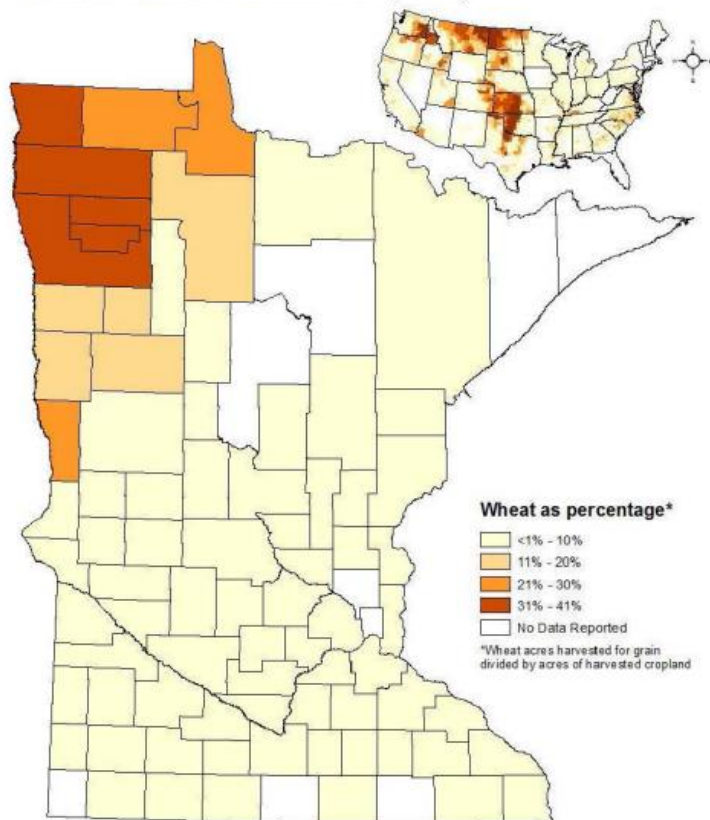 Wheat as percentage*
<1% - 10%
11% - 20%
21% - 30%
31% - 41%
No Data Reported
*Wheat acres harvested for grain
divided by acres of harvested cropland